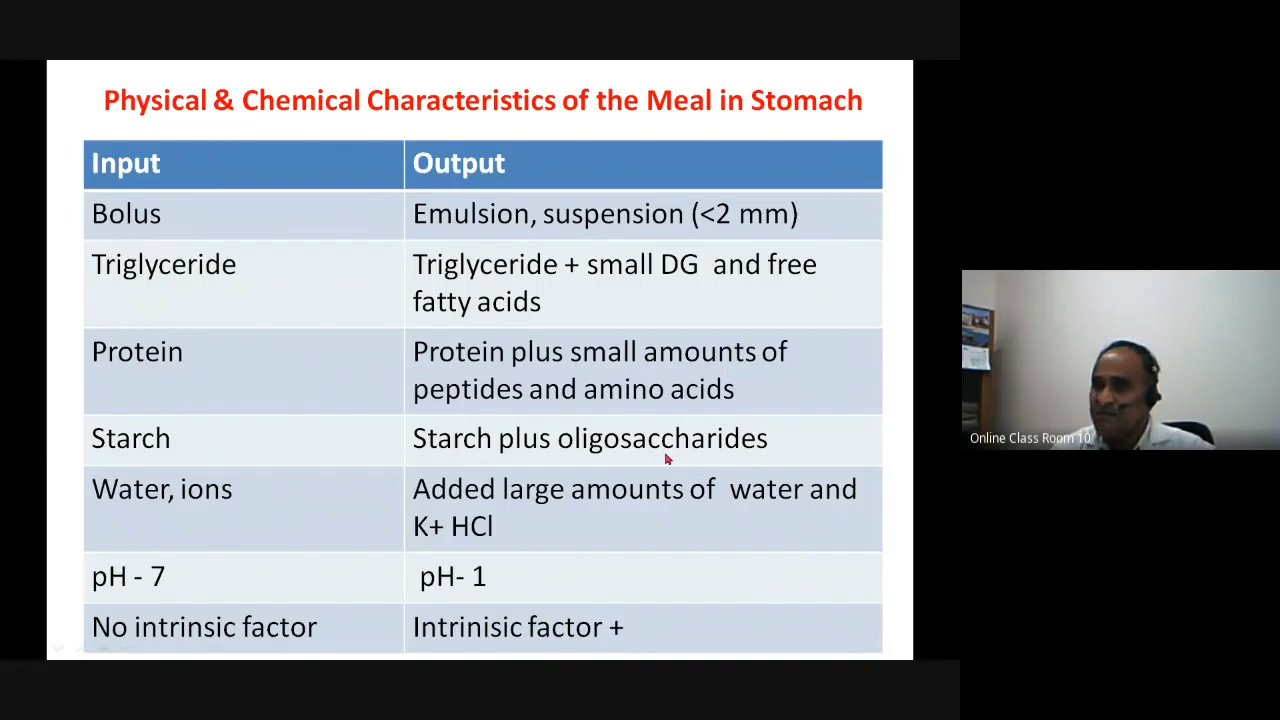 Physical & Chemical Characteristics of the Meal in Stomach
Input
Output
Bolus
Emulsion, suspension (<2 mm)
Triglyceride
Triglyceride + small DG and free
fatty acids
Protein
Protein plus small amounts of
peptides and amino acids
Starch
Starch plus oligosaccharides
Water, ions
Added large amounts of water and
K+ HCl
pH - 7
pH- 1
No intrinsic factor
Intrinisic factor +
Online Class Room 10